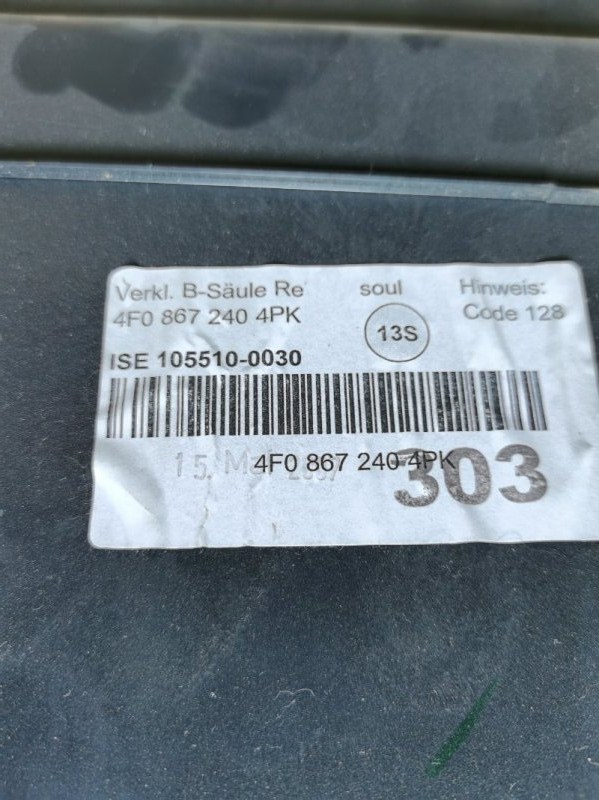 Verkl. B-Säule Re soul Hinweis:
4F0 867 240 4PK 13S Code 128
ISE 105510-0030
15. 4F0 867 240 4PK 303